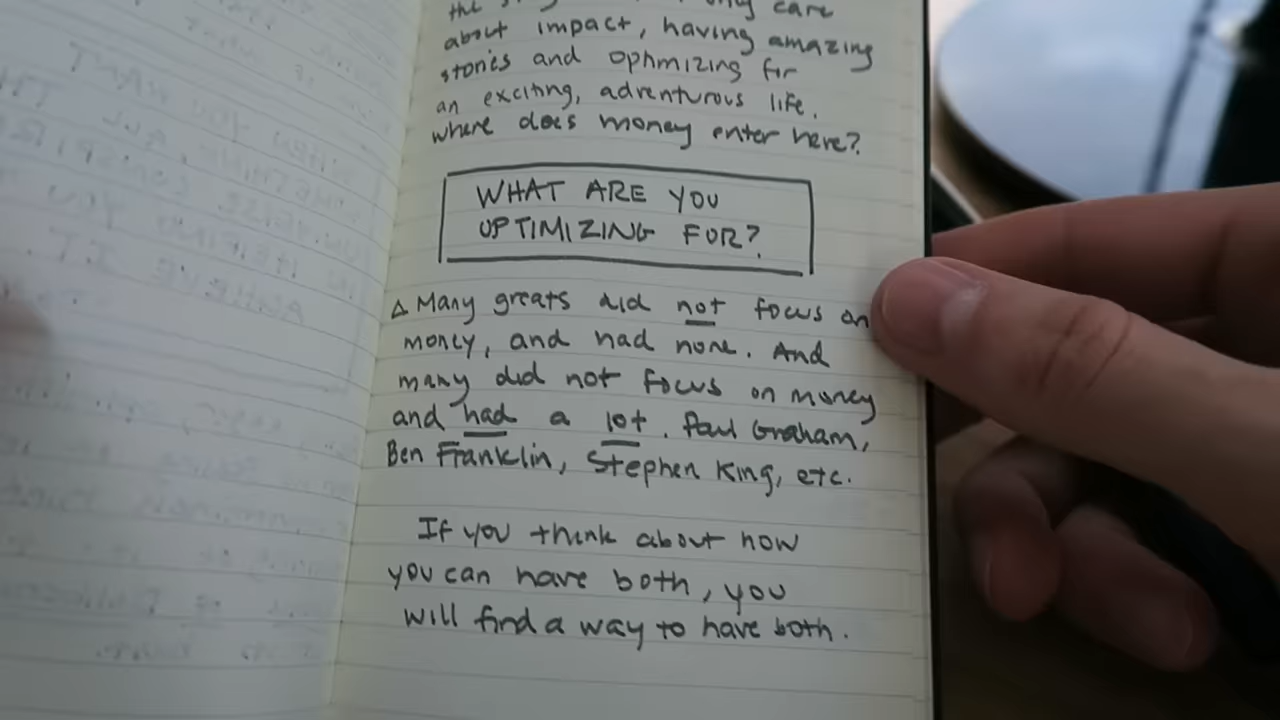 the only care
about impact, having amazing
stories and optimizing for
an exciting, adventurous life.
where does money enter here?
WHAT ARE YOU
OPTIMIZING FOR?
△ Many greats did not focus on
money, and had none. And
many did not focus on money
and had a lot. Paul Graham,
Ben Franklin, Stephen King, etc.
If you think about how
you can have both, you
will find a way to have both.